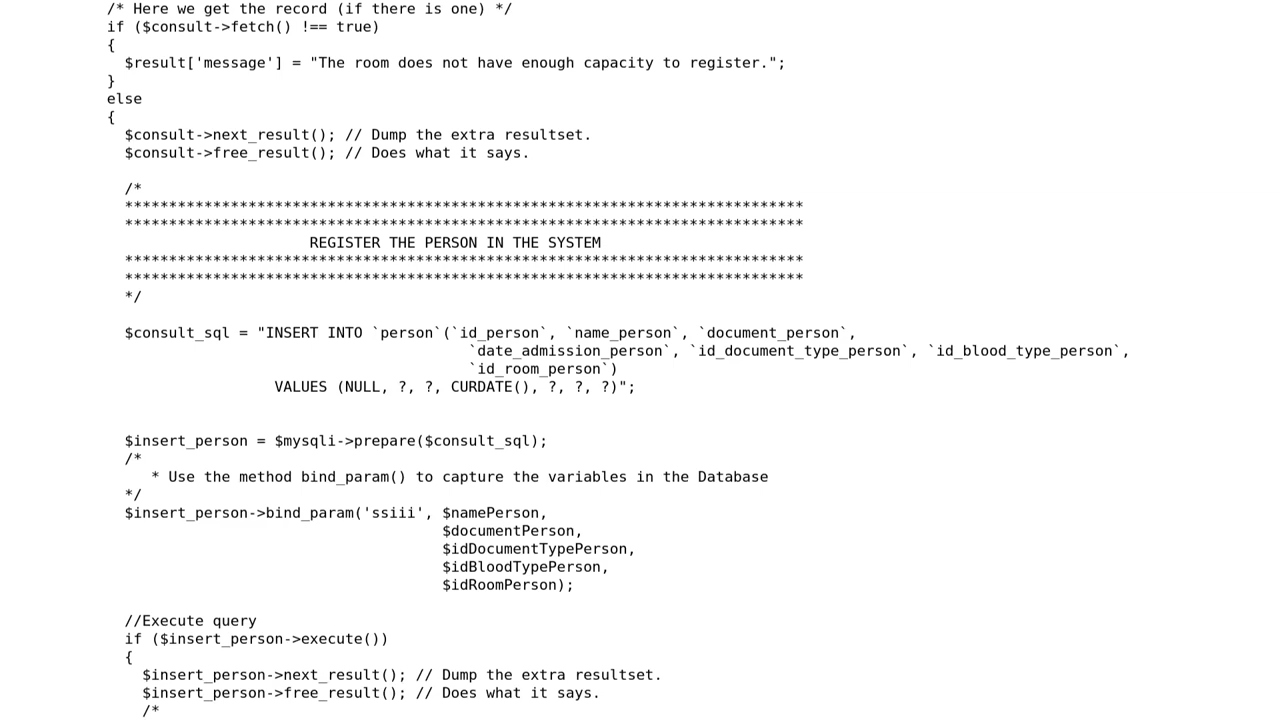 /* Here we get the record (if there is one) */
if ($consult->fetch() !== true)
{
$result['message'] = "The room does not have enough capacity to register.";
}
else
{
$consult->next_result(); // Dump the extra resultset.
$consult->free_result(); // Does what it says.
/*
*****************************************************************************
*****************************************************************************
REGISTER THE PERSON IN THE SYSTEM
*****************************************************************************
*****************************************************************************
*/
$consult_sql = "INSERT INTO `person`(`id_person`, `name_person`, `document_person`,
`date_admission_person`, `id_document_type_person`, `id_blood_type_person`,
`id_room_person`)
VALUES (NULL, ?, ?, CURDATE(), ?, ?, ?)";
$insert_person = $mysqli->prepare($consult_sql);
/*
* Use the method bind_param() to capture the variables in the Database
*/
$insert_person->bind_param('ssiii', $namePerson,
$documentPerson,
$idDocumentTypePerson,
$idBloodTypePerson,
$idRoomPerson);
//Execute query
if ($insert_person->execute())
{
$insert_person->next_result(); // Dump the extra resultset.
$insert_person->free_result(); // Does what it says.
/*